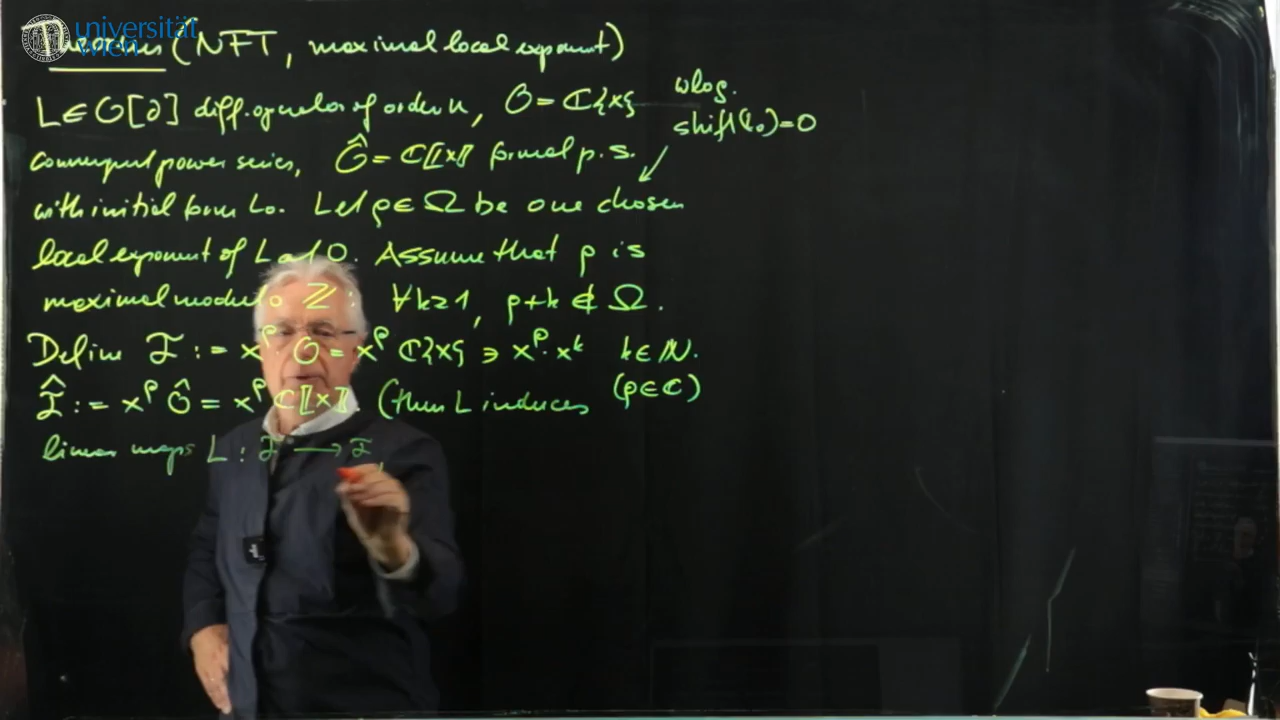 universität
wien
Theorem (NFT, maximal local exponent)
L ∈ O[∂] diff. operator of order n, O = ℂ{x}
wlog.
shift(L₀) = 0
convergent power series, Ô = ℂ[[x]] formal p.s.
with initial form L₀. Let ρ ∈ Ω be one chosen
local exponent of L at 0. Assume that ρ is
maximal modulo ℤ: ∀k≥1, ρ+k ∉ Ω.
Define F := x^ρ O = x^ρ ℂ{x} ∋ x^ρ · x^k k ∈ ℕ.
F̂ := x^ρ Ô = x^ρ ℂ[[x]]. (then L induces (ρ ∈ ℂ)
linear maps L : F → F,